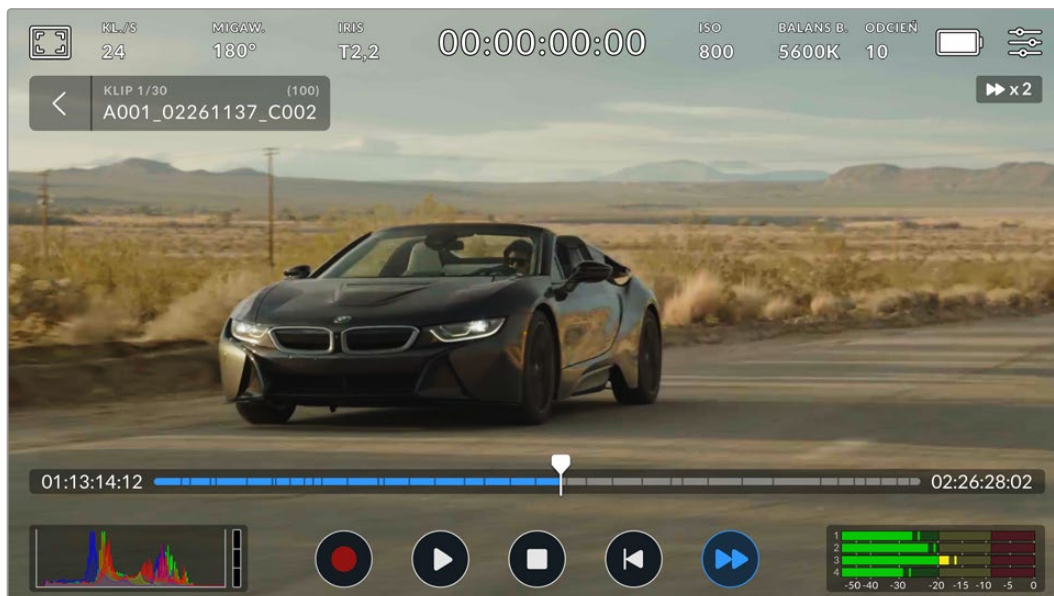 KL./S MIGAW. IRIS 00:00:00:00 ISO BALANS B. ODCIEŃ
24 180° T2,2 800 5600K 10
KLIP 1/30 (100) x 2
A001_02261137_C002
01:13:14:12 02:26:28:02
1
2
3
4
-50 -40 -30 -20 -15 -10 -5 0